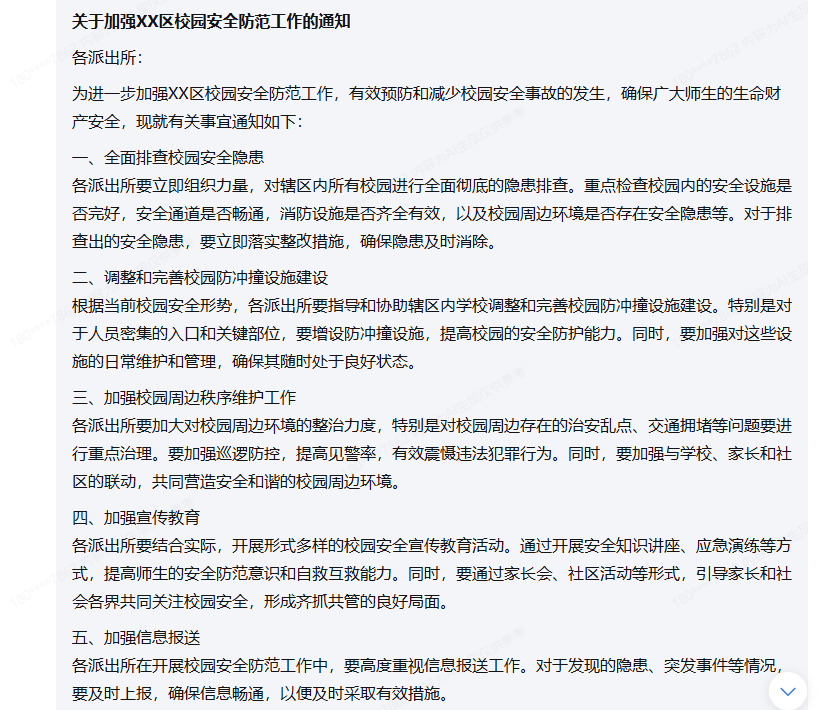 关于加强XX区校园安全防范工作的通知
各派出所：
为进一步加强XX区校园安全防范工作，有效预防和减少校园安全事故的发生，确保广大师生的生命财
产安全，现就有关事宜通知如下：
一、全面排查校园安全隐患
各派出所要立即组织力量，对辖区内所有校园进行全面彻底的隐患排查。重点检查校园内的安全设施是
否完好，安全通道是否畅通，消防设施是否齐全有效，以及校园周边环境是否存在安全隐患等。对于排
查出的安全隐患，要立即落实整改措施，确保隐患及时消除。
二、调整和完善校园防冲撞设施建设
根据当前校园安全形势，各派出所要指导和协助辖区内学校调整和完善校园防冲撞设施建设。特别是对
于人员密集的入口和关键部位，要增设防冲撞设施，提高校园的安全防护能力。同时，要加强对这些设
施的日常维护和管理，确保其随时处于良好状态。
三、加强校园周边秩序维护工作
各派出所要加大对校园周边环境的整治力度，特别是对校园周边存在的治安乱点、交通拥堵等问题要进
行重点治理。要加强巡逻防控，提高见警率，有效震慑违法犯罪行为。同时，要加强与学校、家长和社
区的联动，共同营造安全和谐的校园周边环境。
四、加强宣传教育
各派出所要结合实际，开展形式多样的校园安全宣传教育活动。通过开展安全知识讲座、应急演练等方
式，提高师生的安全防范意识和自救互救能力。同时，要通过家长会、社区活动等形式，引导家长和社
会各界共同关注校园安全，形成齐抓共管的良好局面。
五、加强信息报送
各派出所在开展校园安全防范工作中，要高度重视信息报送工作。对于发现的隐患、突发事件等情况，
要及时上报，确保信息畅通，以便及时采取有效措施。